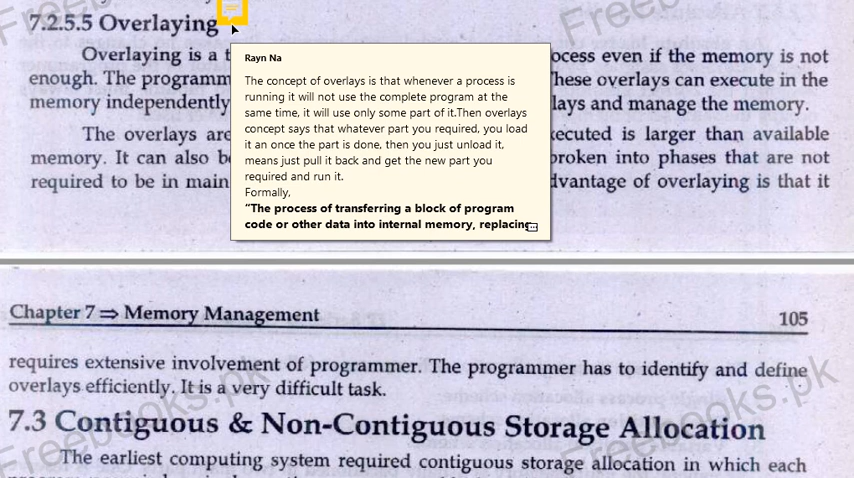 7.2.5.5 Overlaying
Overlaying is a t
enough. The programm
memory independently
The overlays are
memory. It can also b
required to be in main
Rayn Na
The concept of overlays is that whenever a process is
running it will not use the complete program at the
same time, it will use only some part of it.Then overlays
concept says that whatever part you required, you load
it an once the part is done, then you just unload it,
means just pull it back and get the new part you
required and run it.
Formally,
“The process of transferring a block of program
code or other data into internal memory, replacing
ocess even if the memory is not
hese overlays can execute in the
lays and manage the memory.
ecuted is larger than available
broken into phases that are not
dvantage of overlaying is that it
Chapter 7 ⇒ Memory Management
105
requires extensive involvement of programmer. The programmer has to identify and define
overlays efficiently. It is a very difficult task.
7.3 Contiguous & Non-Contiguous Storage Allocation
The earliest computing system required contiguous storage allocation in which each
Freebooks.pk
Freebooks.pk